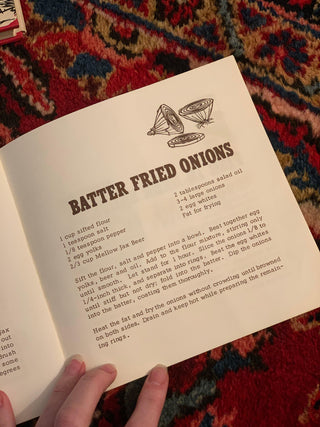 BATTER FRIED ONIONS
1 cup sifted flour
1 teaspoon salt
1/8 teaspoon pepper
2 egg yolks
2/3 cup Mellow Jax Beer
2 tablespoons salad oil
3-4 large onions
2 egg whites
Fat for frying
Sift the flour, salt and pepper into a bowl. Beat together egg
yolks, beer and oil. Add to the flour mixture, stirring only
until smooth. Let stand for 1 hour. Slice the onions 1/8 to
1/4-inch thick, and separate into rings. Beat the egg whites
until stiff but not dry, fold into the batter. Dip the onions
into the batter, coating them thoroughly.
Heat the fat and fry the onions without crowding until browned
on both sides. Drain and keep hot while preparing the remain-
ing rings.
jax
out
into
Brush
some
egrees